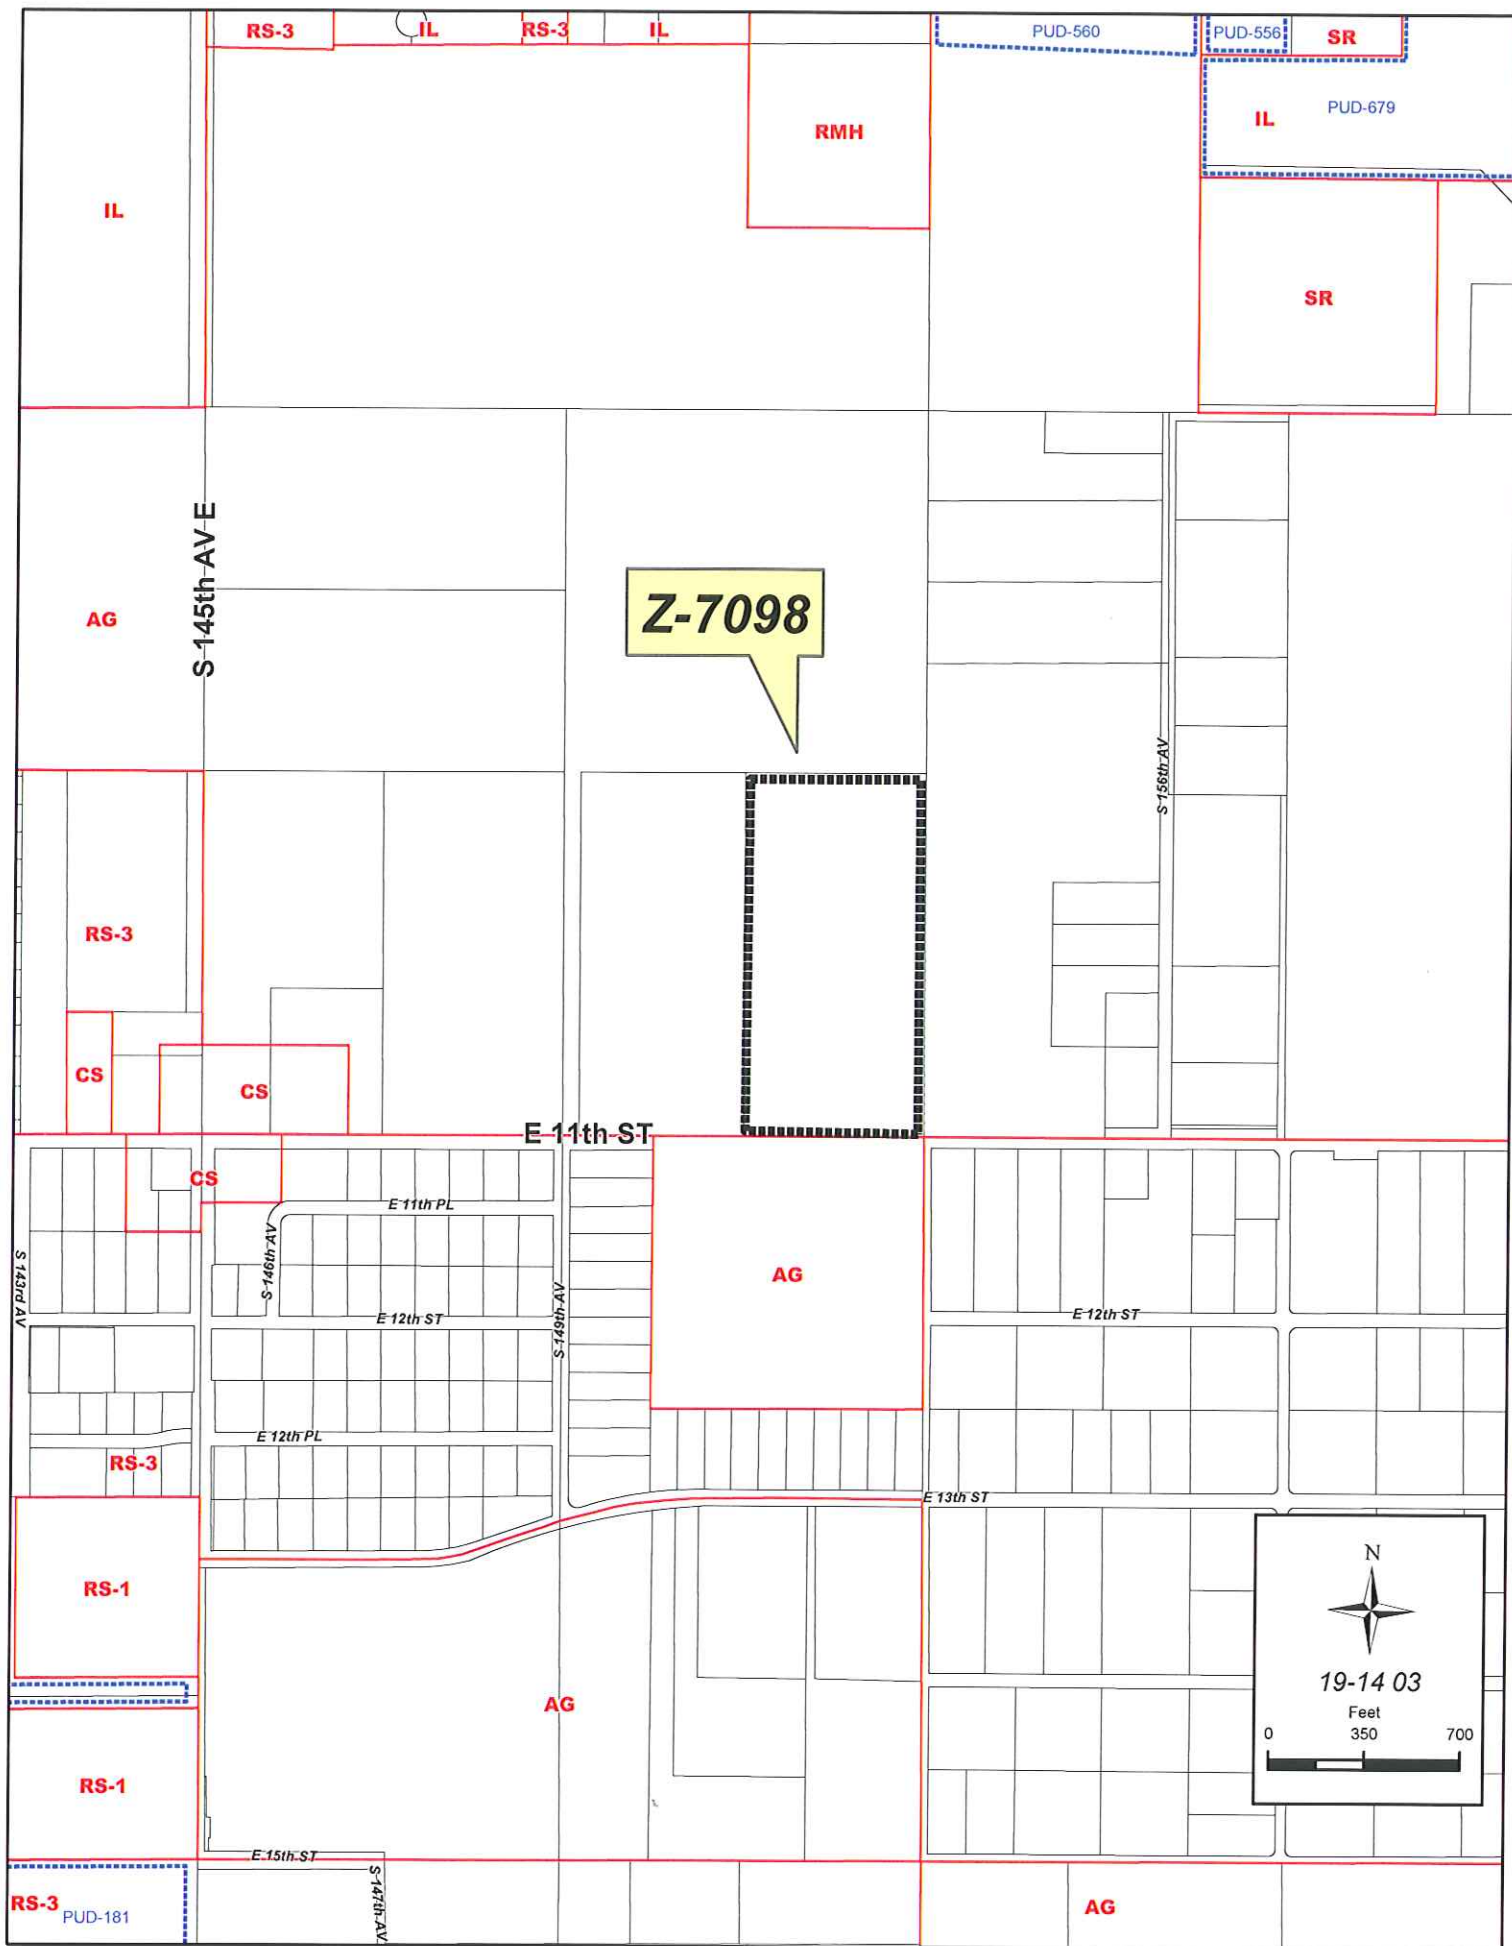 RS-3
IL
RS-3
IL
PUD-560
PUD-556
SR
IL
PUD-679
RMH
IL
SR
S 145th AV E
AG
Z-7098
S 156th AV
RS-3
CS
CS
E 11th ST
CS
E 11th PL
S 143rd AV
S 146th AV
S 149th AV
AG
E 12th ST
E 12th ST
E 12th PL
RS-3
E 13th ST
RS-1
N
19-14 03
Feet
0 350 700
AG
RS-1
E 15th ST
S 147th AV
RS-3
PUD-181
AG